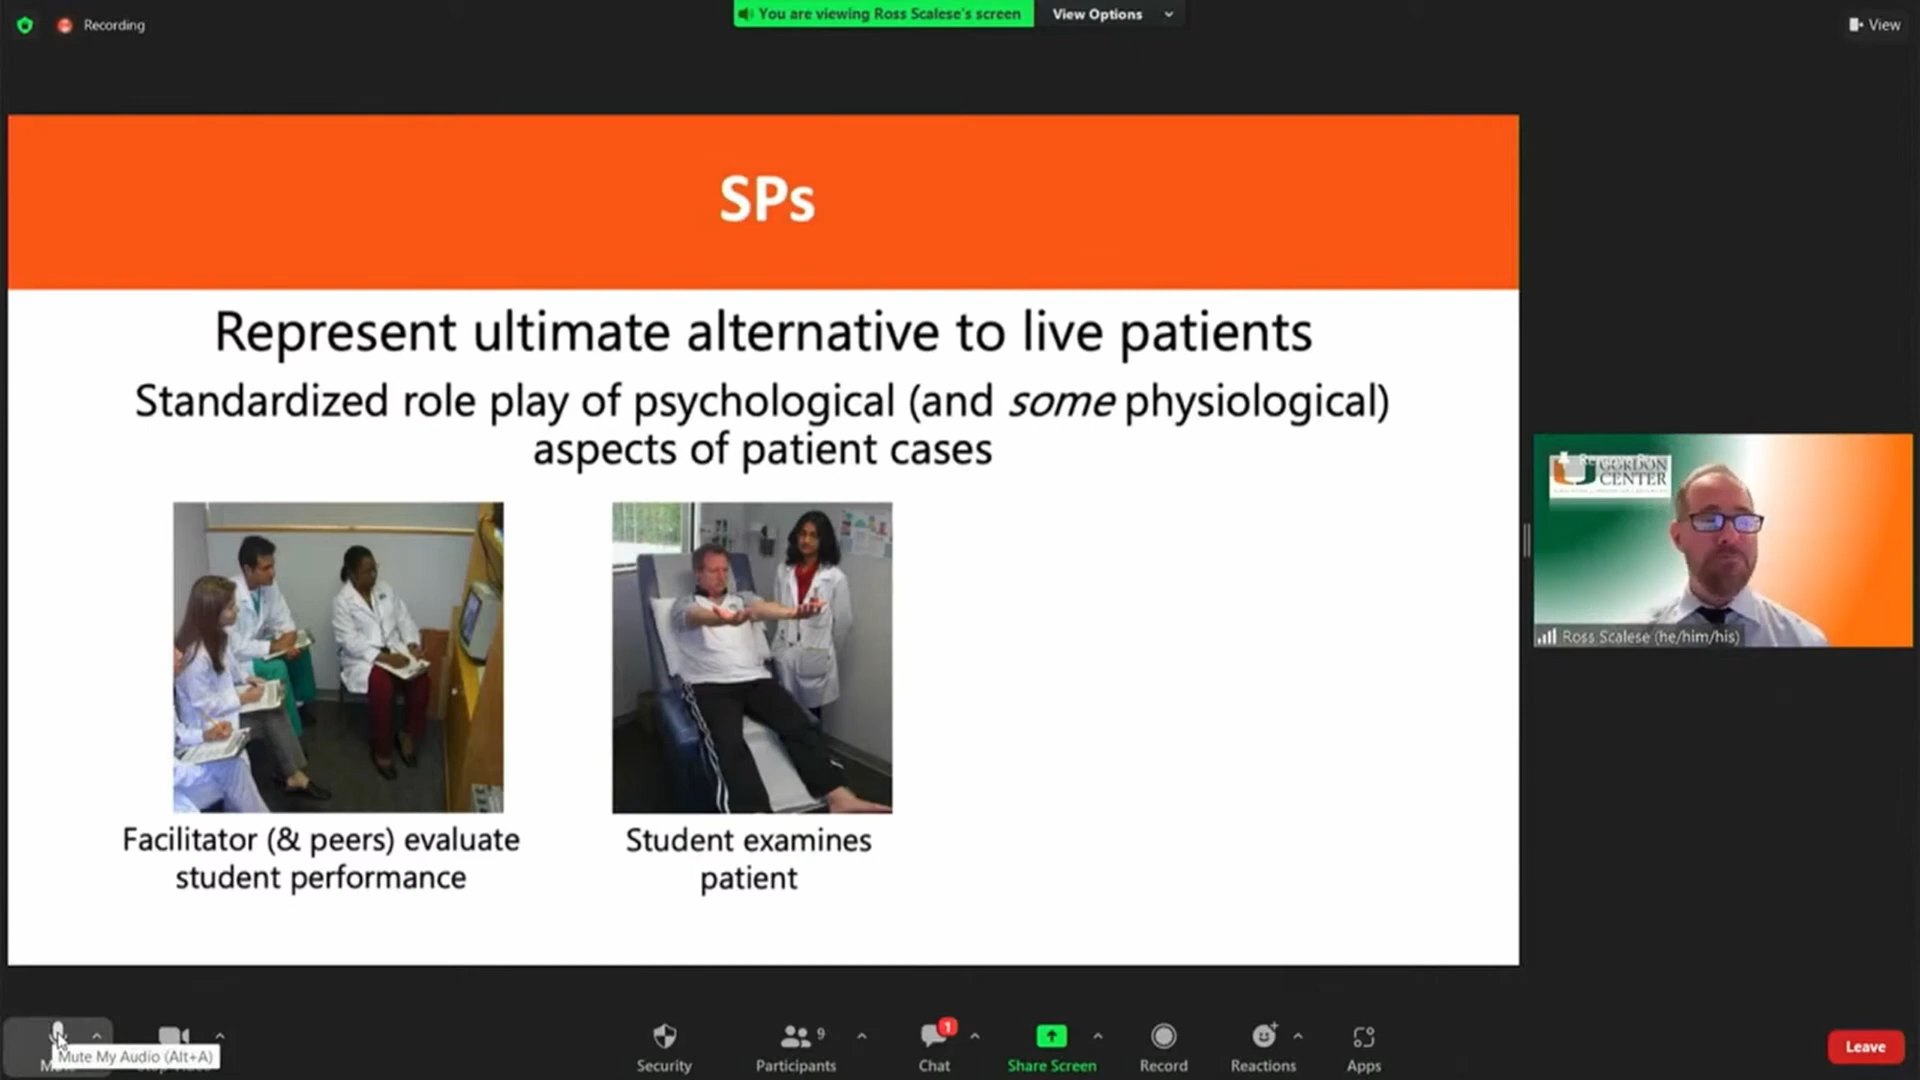 Recording
You are viewing Ross Scalese's screen
View Options
View
SPs
Represent ultimate alternative to live patients
Standardized role play of psychological (and some physiological)
aspects of patient cases
Facilitator (& peers) evaluate
student performance
Student examines
patient
GORDON
CENTER
Ross Scalese (he/him/his)
Mute My Audio (Alt+A)
Security
9
Participants
1
Chat
Share Screen
Record
Reactions
Apps
Leave